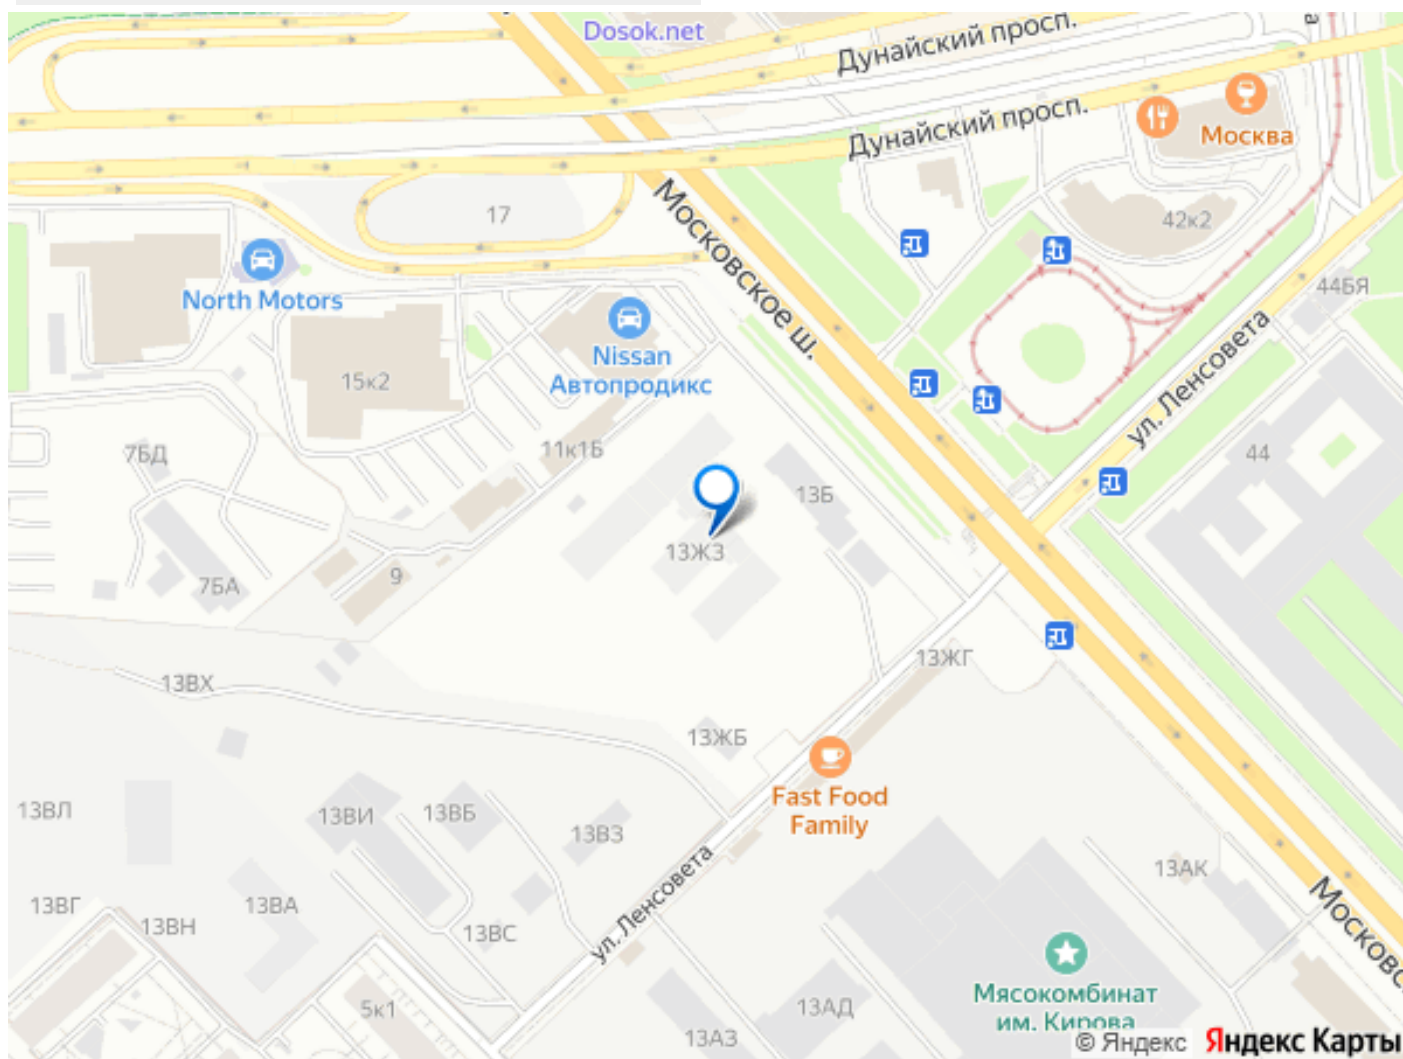 Dosok.net
Дунайский просп.
Дунайский просп.
Москва
17
42к2
Московское ш.
North Motors
44БЯ
Nissan
Автопродикс
15к2
ул. Ленсовета
11к1Б
7БД
44
13Б
13ЖЗ
9
7БА
13ЖГ
13ВХ
13ЖБ
Fast Food
Family
13ВЛ
13ВИ
13ВБ
13ВЗ
13АК
ул. Ленсовета
13ВГ
13ВА
13ВН
13ВС
Московс
Мясокомбинат
им. Кирова
5к1
13АД
13АЗ
© Яндекс
Яндекс Карты